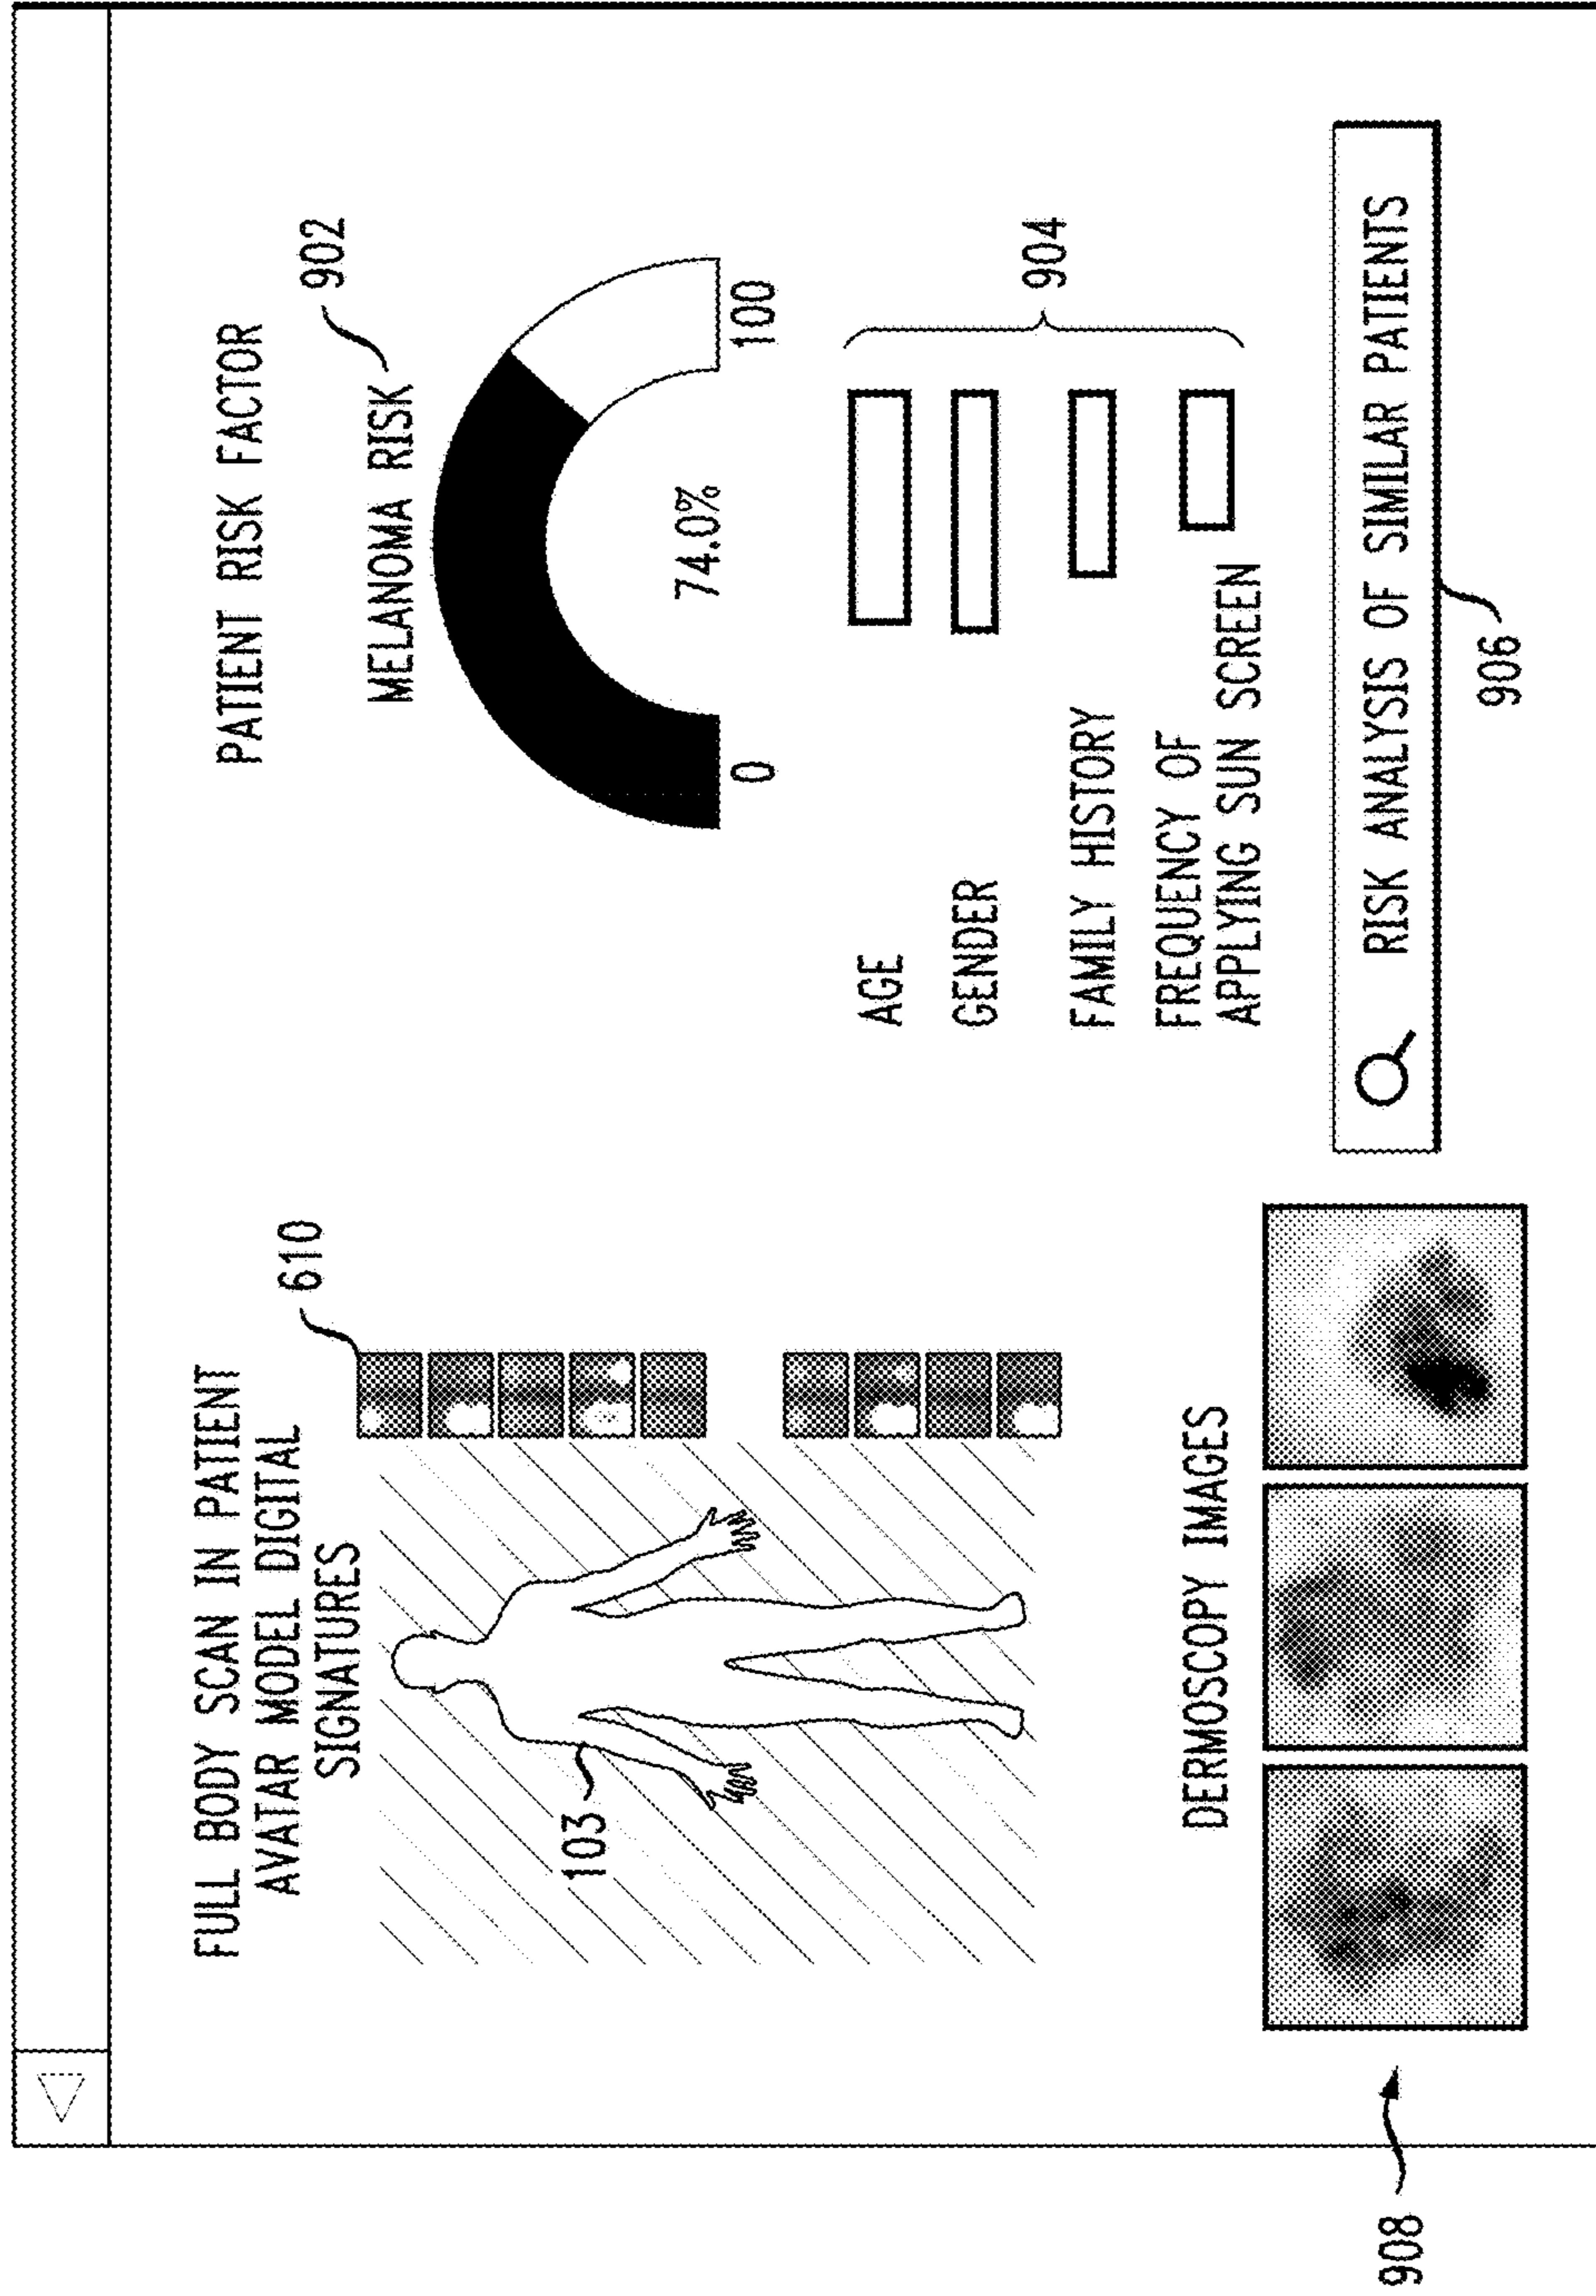 FULL BODY SCAN IN PATIENT
AVATAR MODEL DIGITAL
SIGNATURES
610
103
DERMOSCOPY IMAGES
908
PATIENT RISK FACTOR
902
MELANOMA RISK
74.0%
0
100
AGE
GENDER
FAMILY HISTORY
FREQUENCY OF
APPLYING SUN SCREEN
904
RISK ANALYSIS OF SIMILAR PATIENTS
906